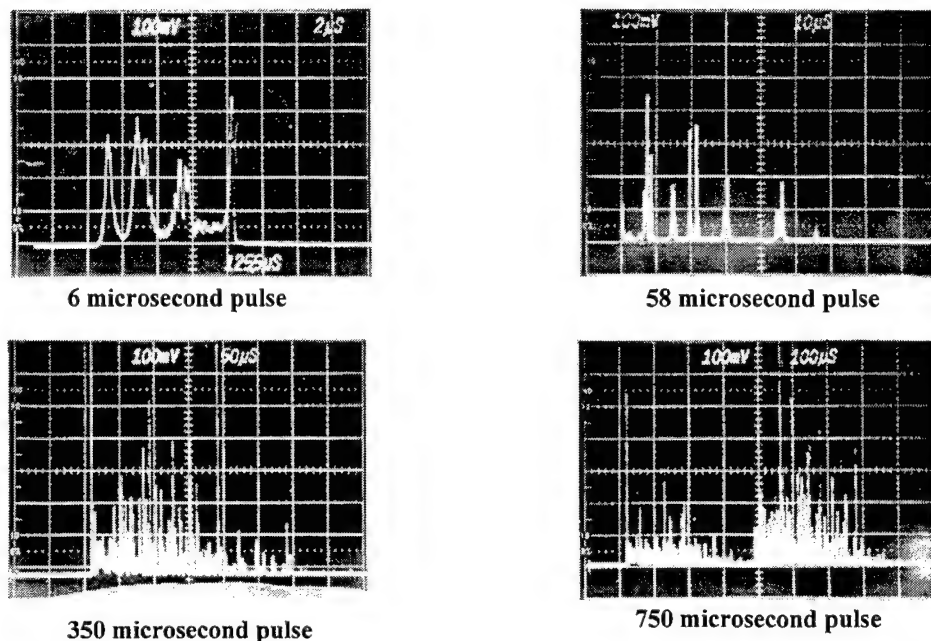 100mV 2µS
1255µS
6 microsecond pulse
100mV 10µS
58 microsecond pulse
100mV 50µS
350 microsecond pulse
100mV 100µS
750 microsecond pulse